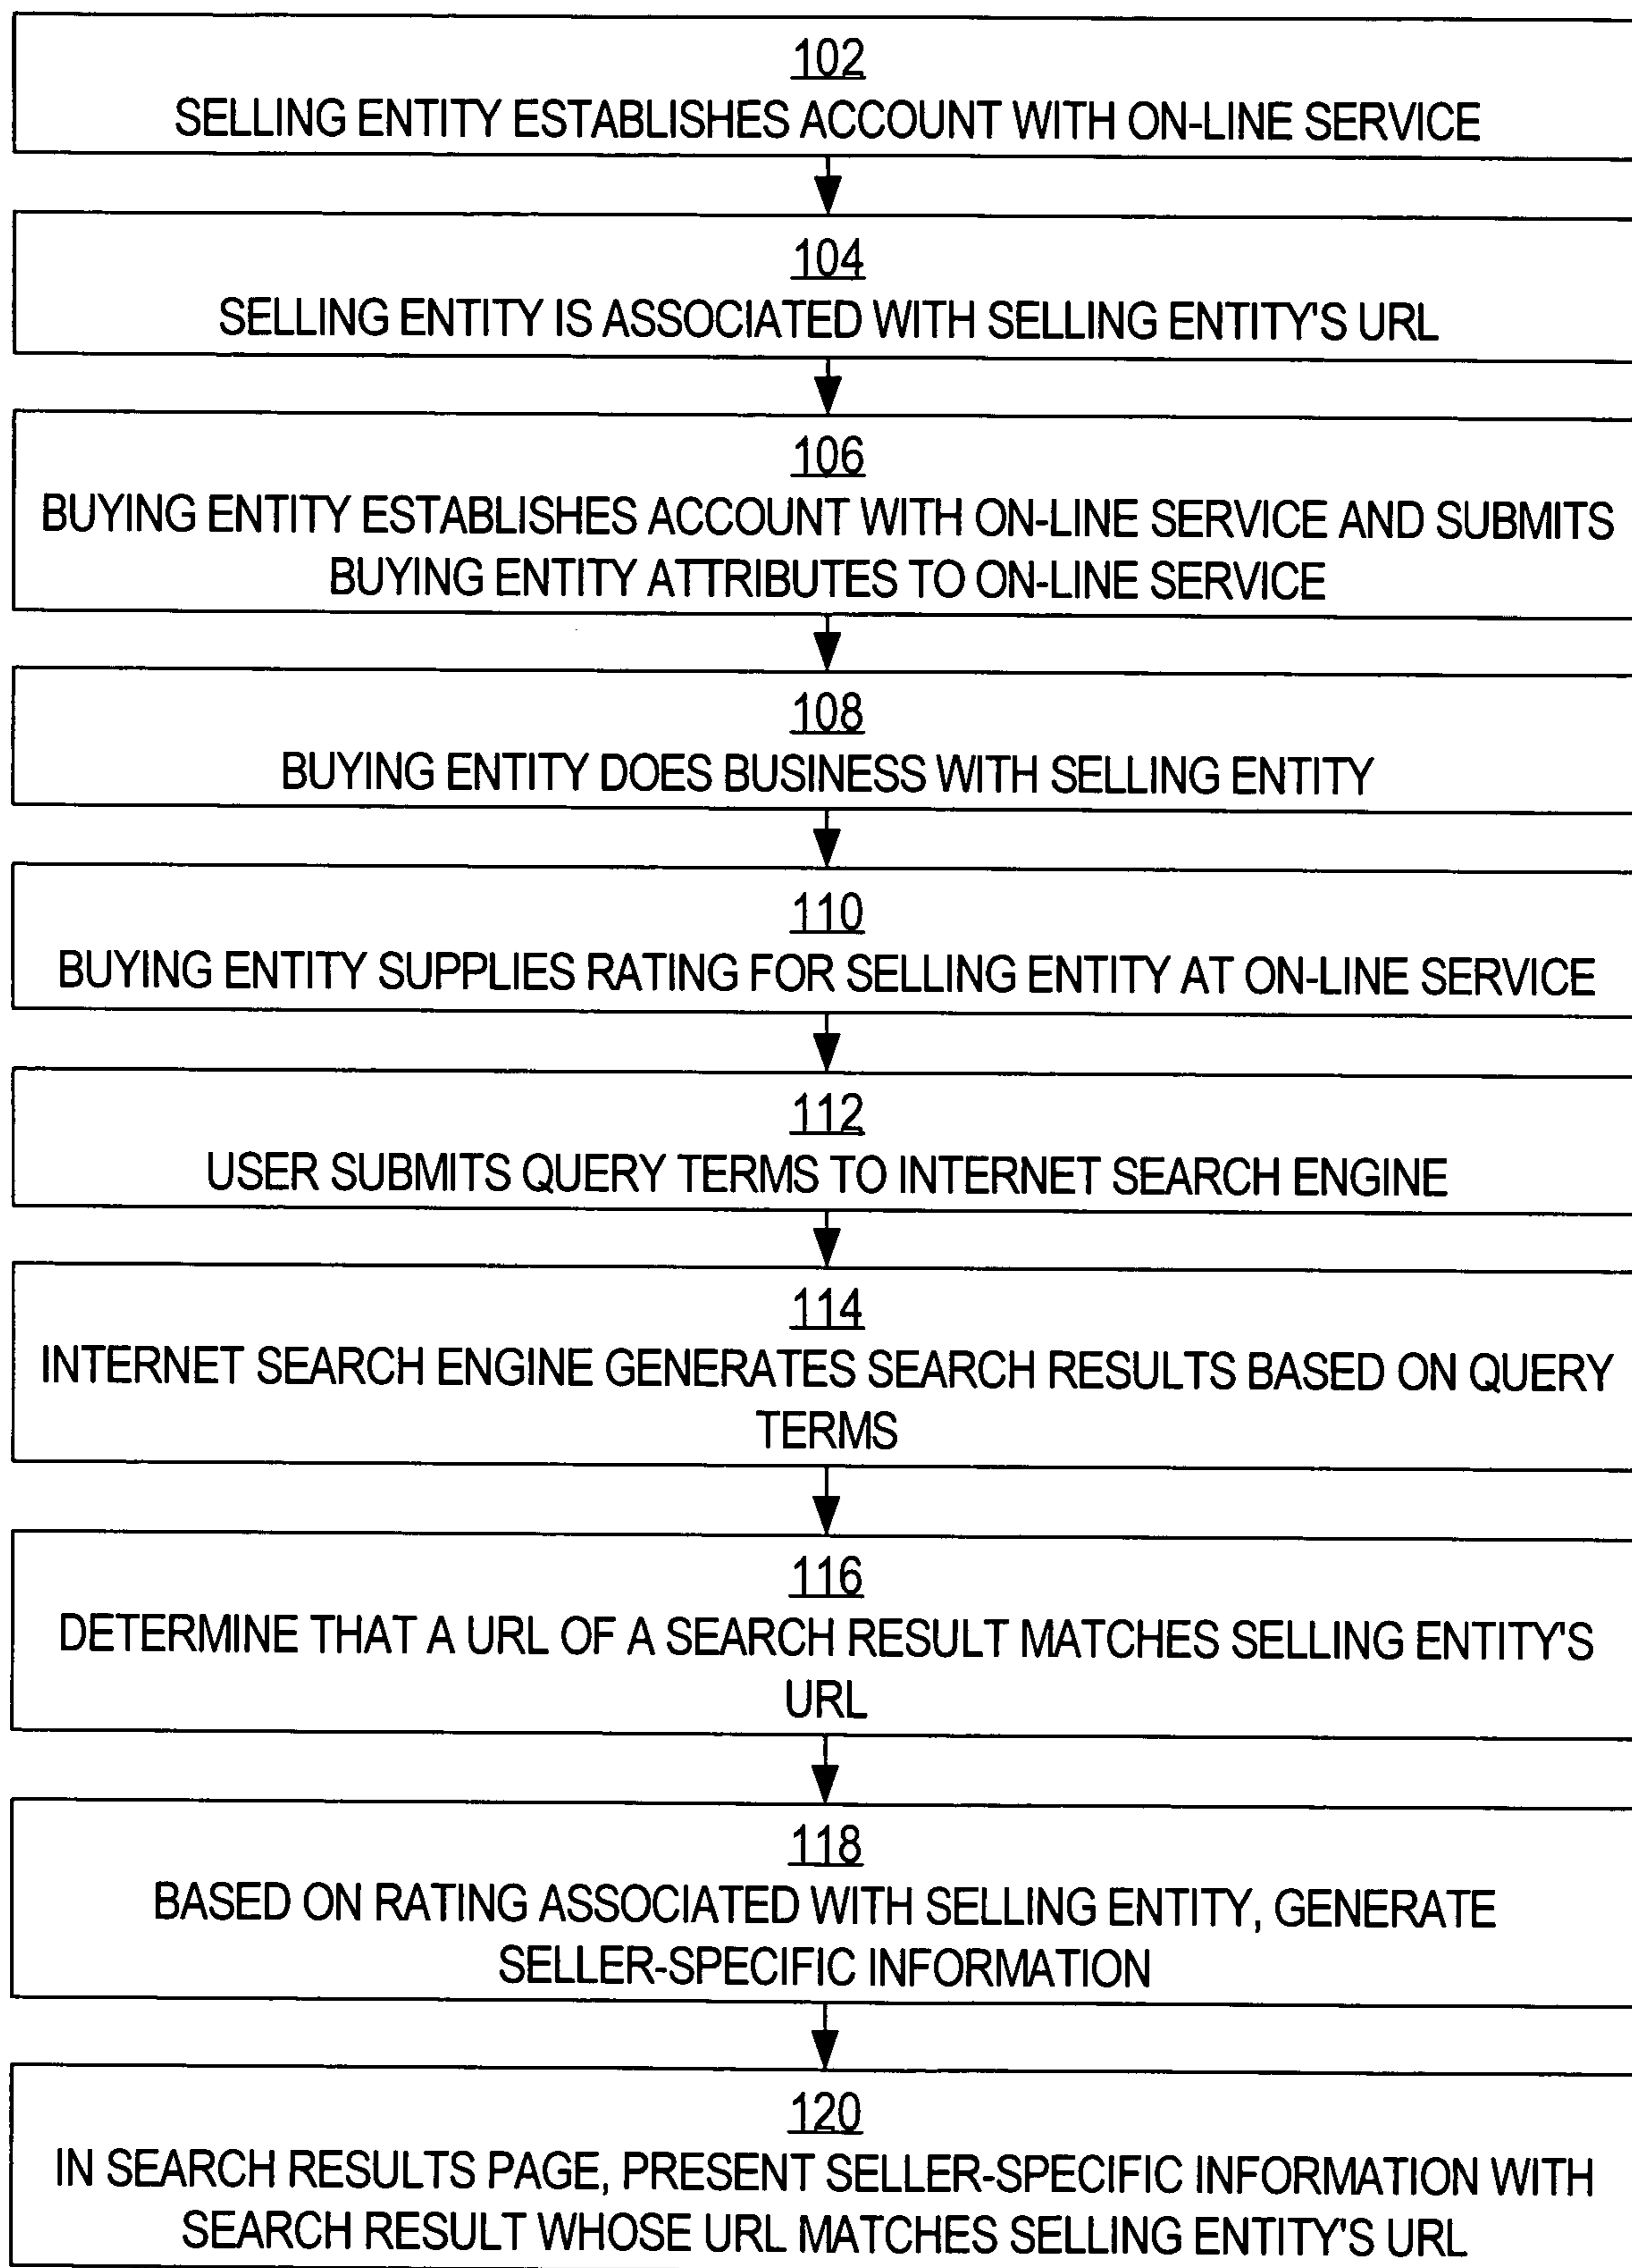 102
SELLING ENTITY ESTABLISHES ACCOUNT WITH ON-LINE SERVICE
104
SELLING ENTITY IS ASSOCIATED WITH SELLING ENTITY'S URL
106
BUYING ENTITY ESTABLISHES ACCOUNT WITH ON-LINE SERVICE AND SUBMITS
BUYING ENTITY ATTRIBUTES TO ON-LINE SERVICE
108
BUYING ENTITY DOES BUSINESS WITH SELLING ENTITY
110
BUYING ENTITY SUPPLIES RATING FOR SELLING ENTITY AT ON-LINE SERVICE
112
USER SUBMITS QUERY TERMS TO INTERNET SEARCH ENGINE
114
INTERNET SEARCH ENGINE GENERATES SEARCH RESULTS BASED ON QUERY
TERMS
116
DETERMINE THAT A URL OF A SEARCH RESULT MATCHES SELLING ENTITY'S
URL
118
BASED ON RATING ASSOCIATED WITH SELLING ENTITY, GENERATE
SELLER-SPECIFIC INFORMATION
120
IN SEARCH RESULTS PAGE, PRESENT SELLER-SPECIFIC INFORMATION WITH
SEARCH RESULT WHOSE URL MATCHES SELLING ENTITY'S URL